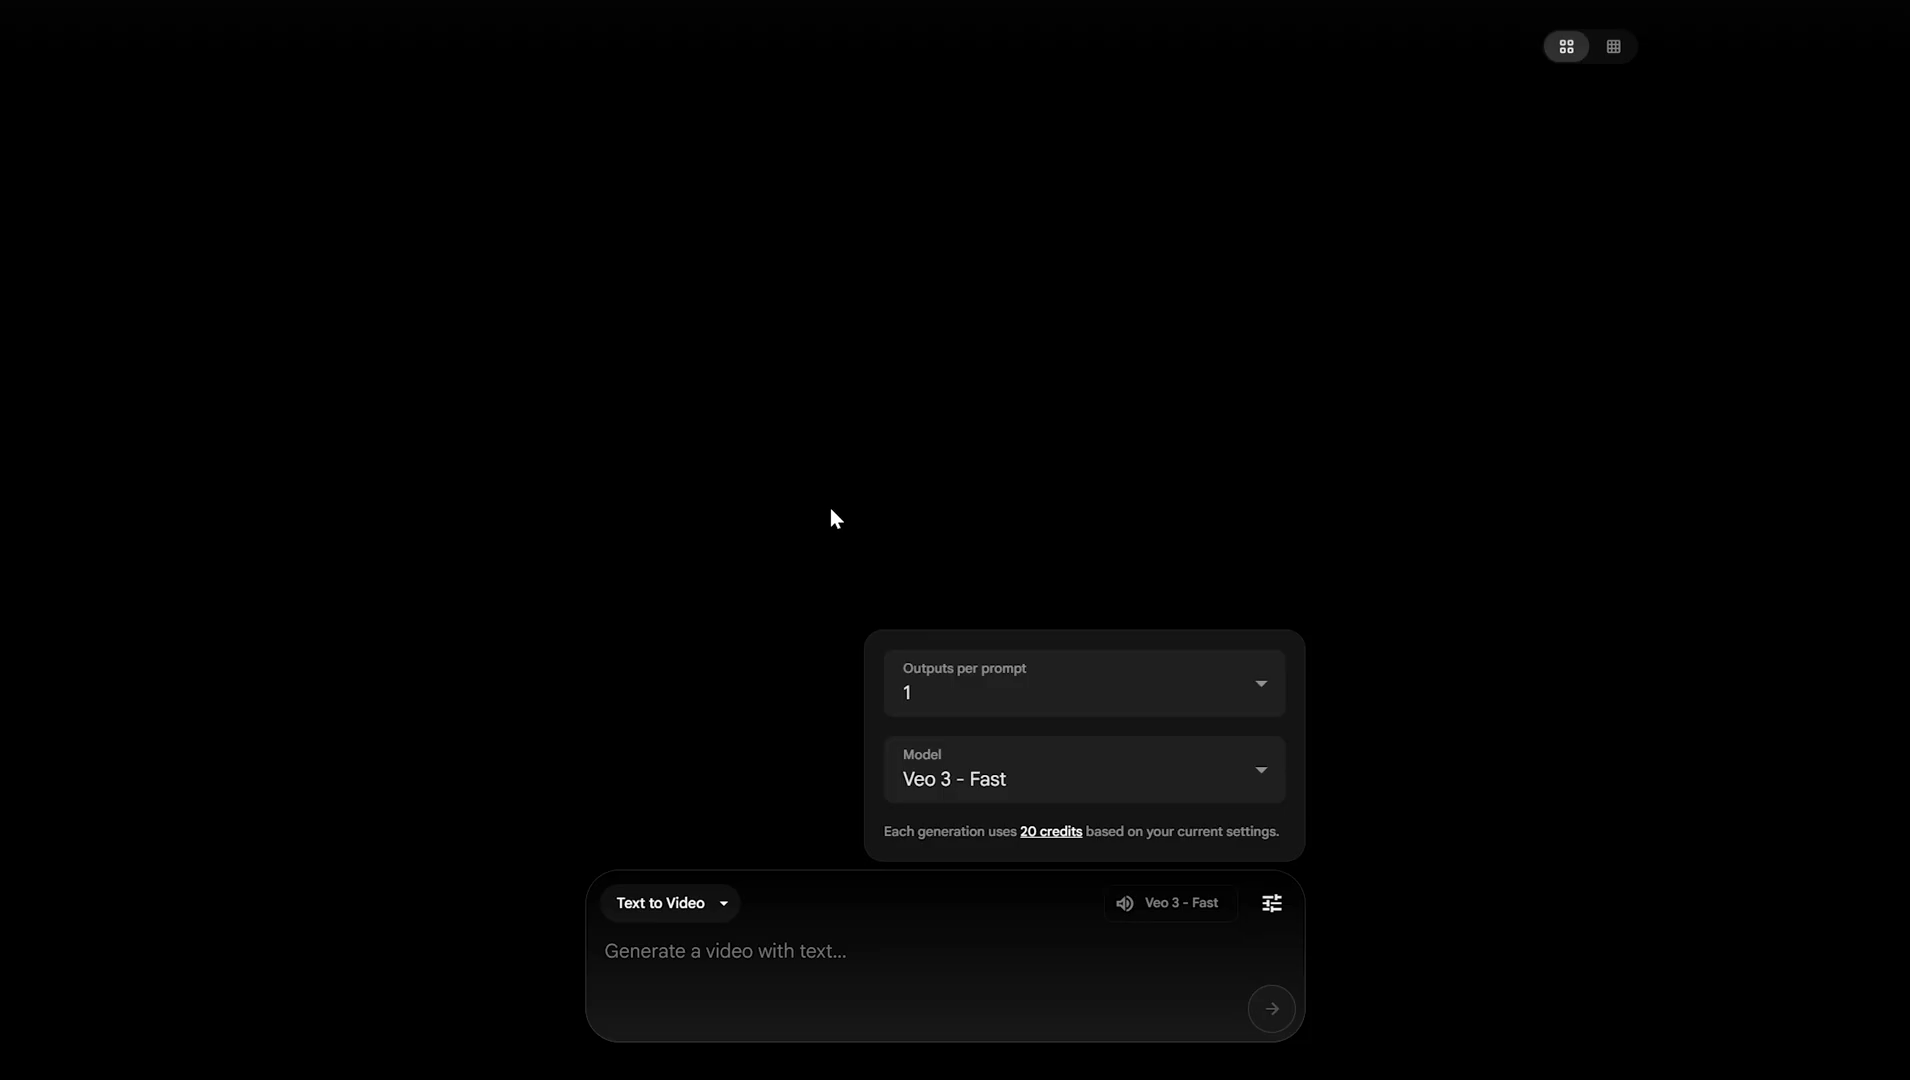 Outputs per prompt
1
Model
Veo 3 - Fast
Each generation uses 20 credits based on your current settings.
Text to Video
Veo 3 - Fast
Generate a video with text...